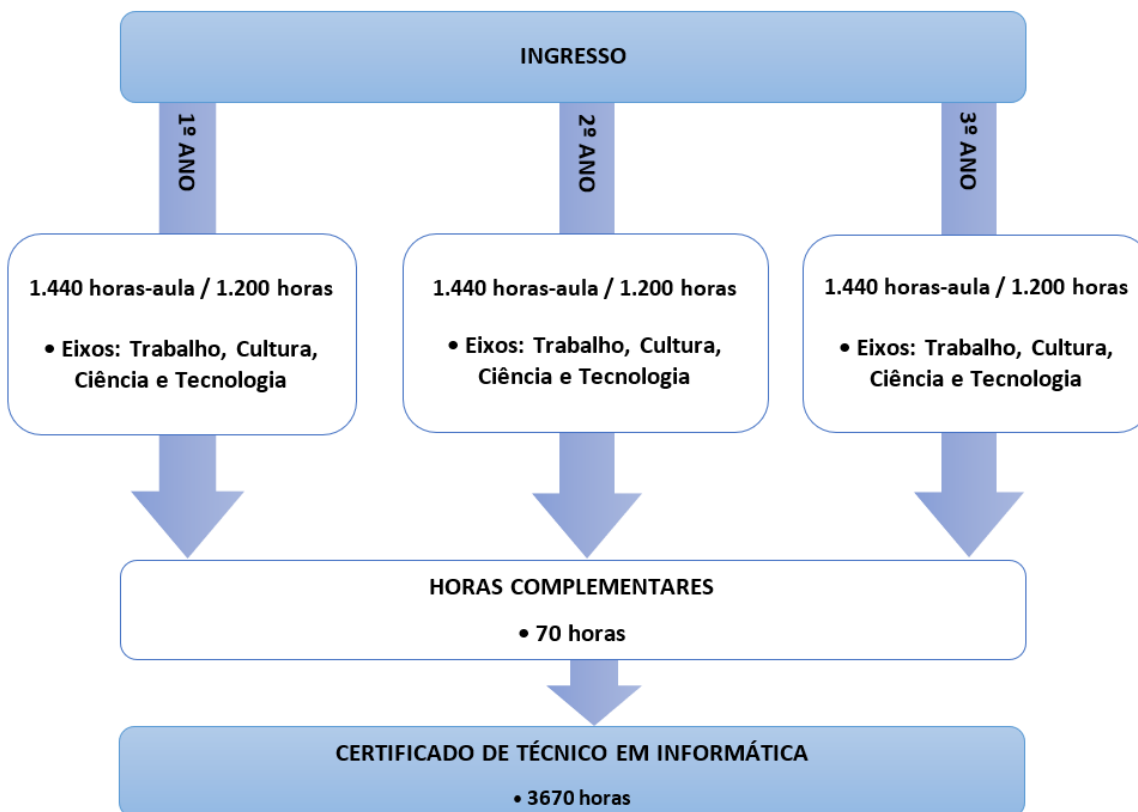 INGRESSO
1º ANO
2º ANO
3º ANO
1.440 horas-aula / 1.200 horas
• Eixos: Trabalho, Cultura,
Ciência e Tecnologia
1.440 horas-aula / 1.200 horas
• Eixos: Trabalho, Cultura,
Ciência e Tecnologia
1.440 horas-aula / 1.200 horas
• Eixos: Trabalho, Cultura,
Ciência e Tecnologia
HORAS COMPLEMENTARES
• 70 horas
CERTIFICADO DE TÉCNICO EM INFORMÁTICA
• 3670 horas